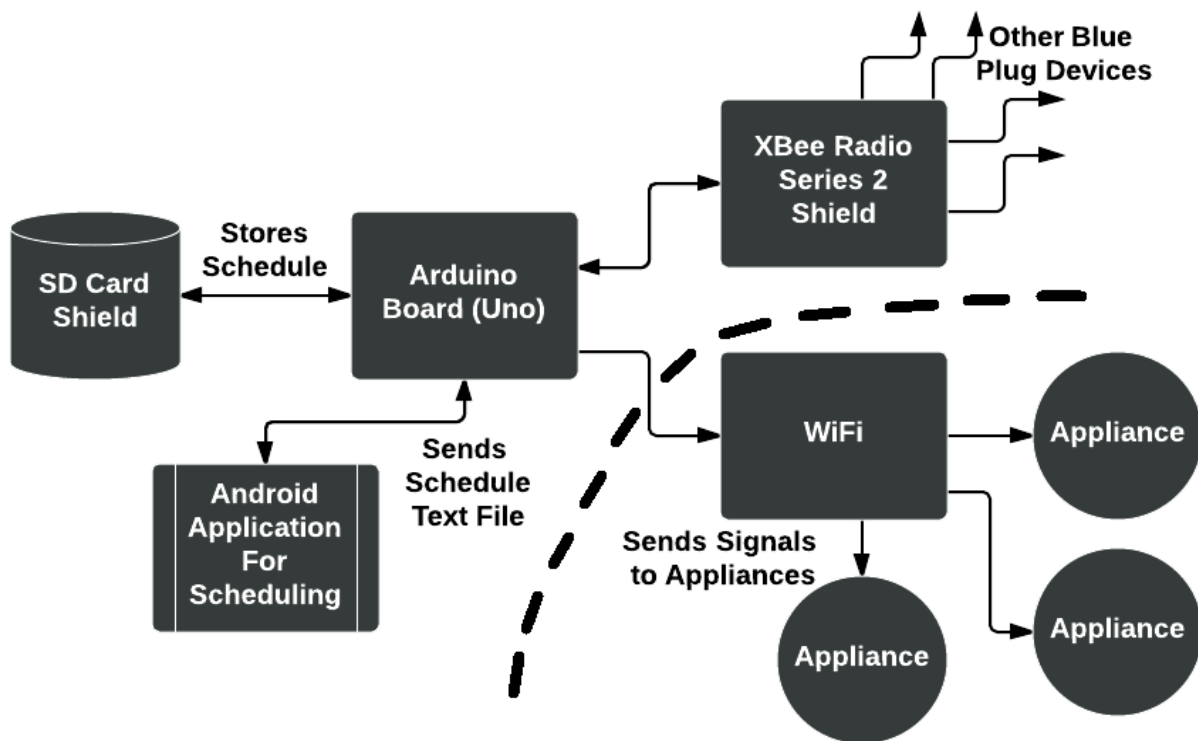 Other Blue
Plug Devices
XBee Radio
Series 2
Shield
Stores
Schedule
SD Card
Shield
Arduino
Board (Uno)
WiFi
Appliance
Sends
Schedule
Text File
Android
Application
For
Scheduling
Sends Signals
to Appliances
Appliance
Appliance